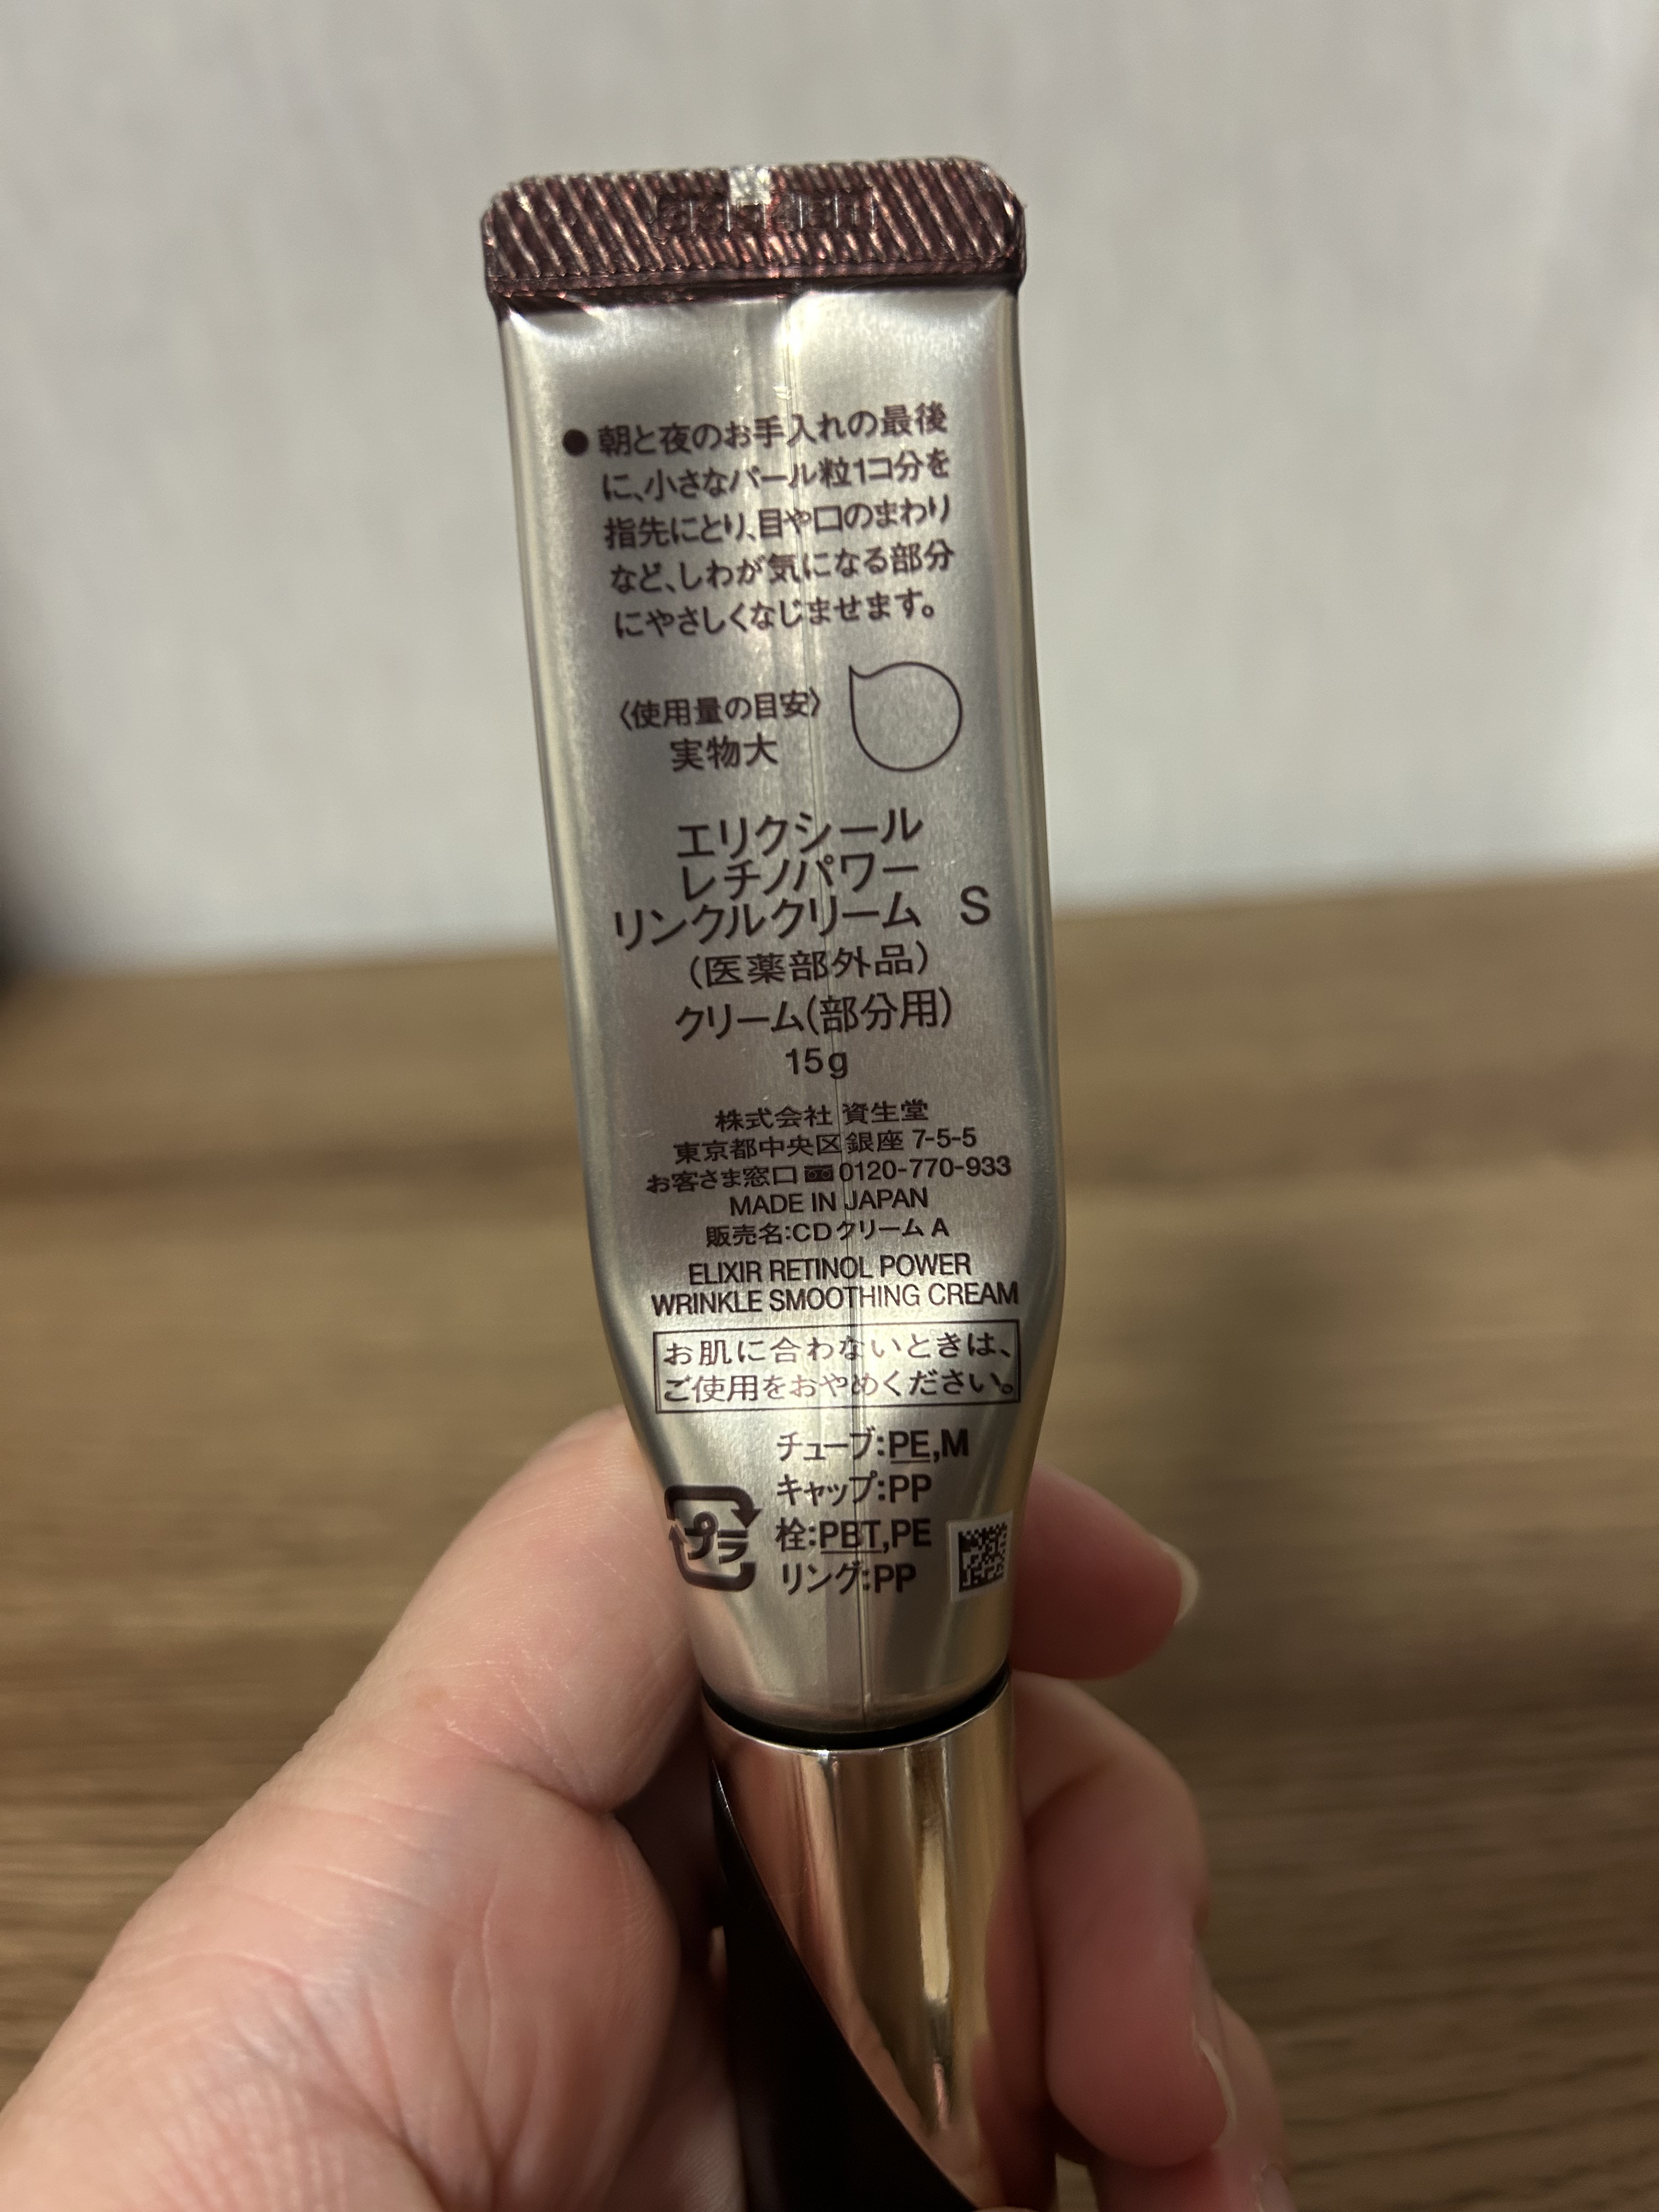 ●朝と夜のお手入れの最後
に、小さなパール粒1コ分を
指先にとり、目や口のまわり
など、しわが気になる部分
にやさしくなじませます。
〈使用量の目安〉
実物大
エリクシール
レチノパワー
リンクルクリーム S
(医薬部外品)
クリーム(部分用)
15g
株式会社 資生堂
東京都中央区銀座 7-5-5
お客さま窓口 0120-770-933
MADE IN JAPAN
販売名:CDクリーム A
ELIXIR RETINOL POWER
WRINKLE SMOOTHING CREAM
お肌に合わないときは、
ご使用をおやめください。
チューブ:PE,M
キャップ:PP
栓:PBT,PE
リング:PP
プラ